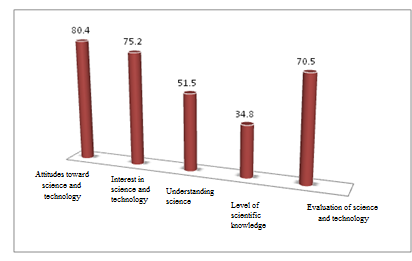 80.4
75.2
51.5
34.8
70.5
Attitudes toward
science and
technology
Interest in
science and
technology
Understanding
science
Level of
scientific
knowledge
Evaluation of science
and technology